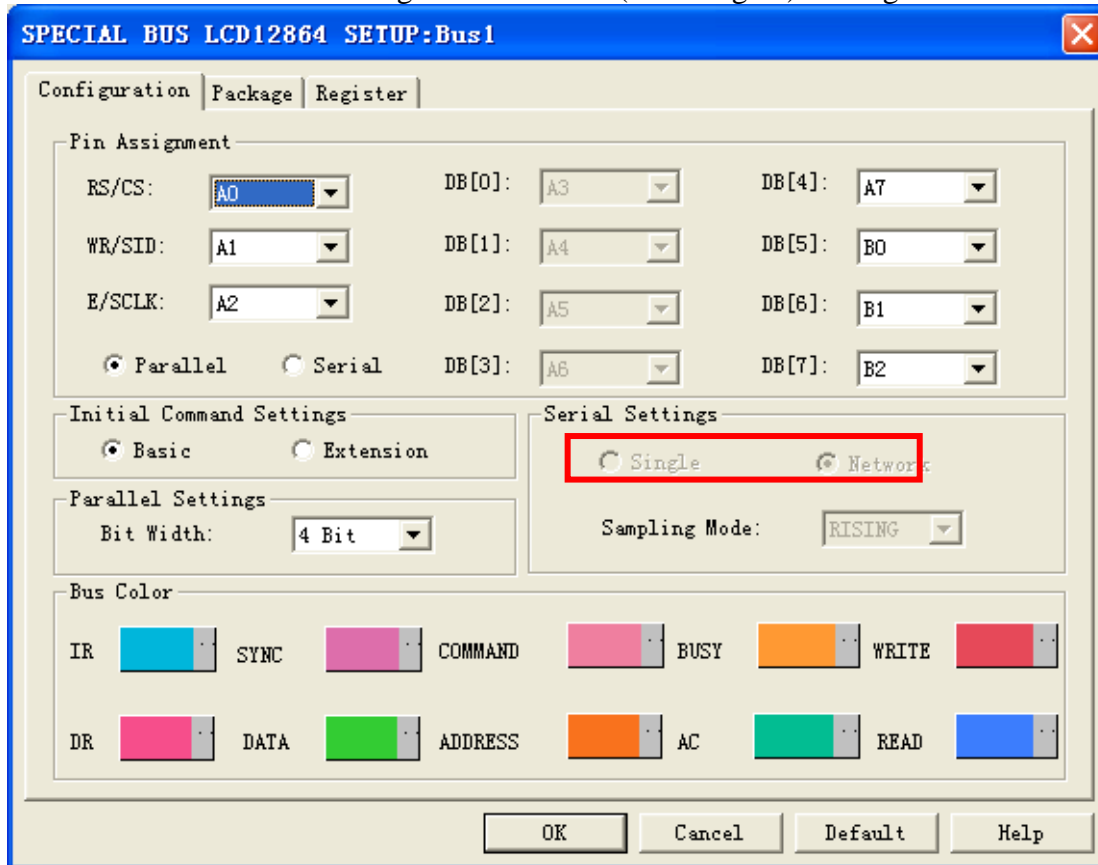 SPECIAL BUS LCD12864 SETUP:Bus1
Configuration Package Register
Pin Assignment
RS/CS: A0 DB[0]: A3 DB[4]: A7
WR/SID: A1 DB[1]: A4 DB[5]: B0
E/SCLK: A2 DB[2]: A5 DB[6]: B1
Parallel Serial DB[3]: A6 DB[7]: B2
Initial Command Settings Serial Settings
Basic Extension Single Network
Parallel Settings
Bit Width: 4 Bit Sampling Mode: RISING
Bus Color
IR SYNC COMMAND BUSY WRITE
DR DATA ADDRESS AC READ
OK Cancel Default Help